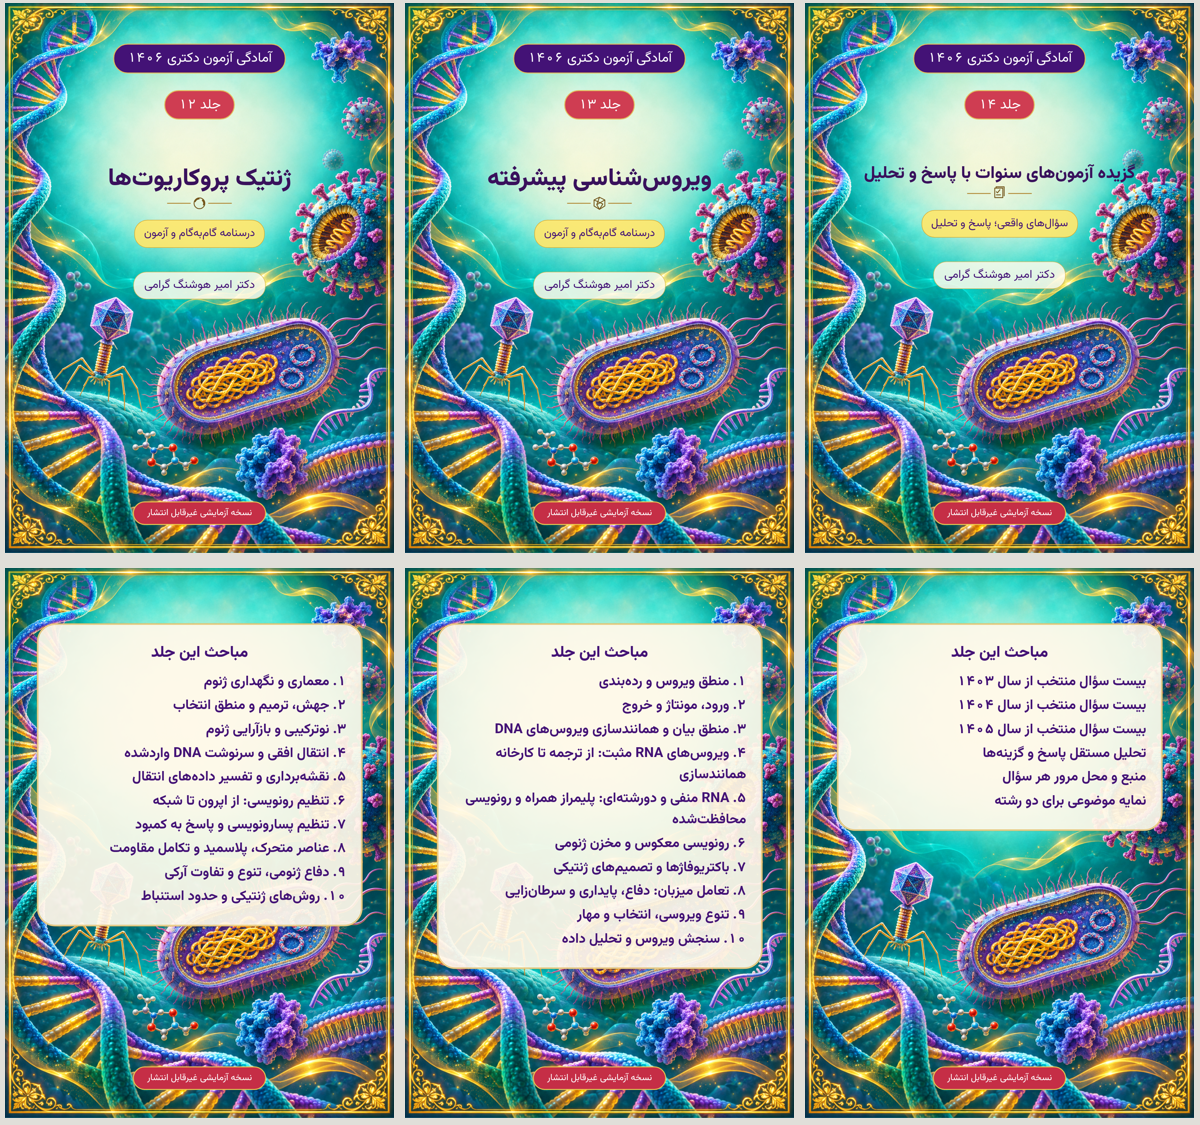 آمادگی آزمون دکتری ۱۴۰۶
جلد ۱۲
ژنتیک پروکاریوت‌ها
درسنامه گام‌به‌گام و آزمون
دکتر امیر هوشنگ گرامی
نسخه آزمایشی غیرقابل انتشار
آمادگی آزمون دکتری ۱۴۰۶
جلد ۱۳
ویروس‌شناسی پیشرفته
درسنامه گام‌به‌گام و آزمون
دکتر امیر هوشنگ گرامی
نسخه آزمایشی غیرقابل انتشار
آمادگی آزمون دکتری ۱۴۰۶
جلد ۱۴
گزیده آزمون‌های سنوات با پاسخ و تحلیل
سؤال‌های واقعی؛ پاسخ و تحلیل
دکتر امیر هوشنگ گرامی
نسخه آزمایشی غیرقابل انتشار
مباحث این جلد
۱. معماری و نگهداری ژنوم
۲. جهش، ترمیم و منطق انتخاب
۳. نوترکیبی و بازآرایی ژنوم
۴. انتقال افقی و سرنوشت DNA واردشده
۵. نقشه‌برداری و تفسیر داده‌های انتقال
۶. تنظیم رونویسی: از اپرون تا شبکه
۷. تنظیم پسارونویسی و پاسخ به کمبود
۸. عناصر متحرک، پلاسمید و تکامل مقاومت
۹. دفاع ژنومی، تنوع و تفاوت آرکی
۱۰. روش‌های ژنتیکی و حدود استنباط
نسخه آزمایشی غیرقابل انتشار
مباحث این جلد
۱. منطق ویروس و رده‌بندی
۲. ورود، مونتاژ و خروج
۳. منطق بیان و همانندسازی ویروس‌های DNA
۴. ویروس‌های RNA مثبت: از ترجمه تا کارخانه
همانندسازی
۵. RNA منفی و دورشته‌ای: پلیمراز همراه و رونویسی
محافظت‌شده
۶. رونویسی معکوس و مخزن ژنومی
۷. باکتریوفاژها و تصمیم‌های ژنتیکی
۸. تعامل میزبان: دفاع، پایداری و سرطان‌زایی
۹. تنوع ویروسی، انتخاب و مهار
۱۰. سنجش ویروس و تحلیل داده
نسخه آزمایشی غیرقابل انتشار
مباحث این جلد
بیست سؤال منتخب از سال ۱۴۰۳
بیست سؤال منتخب از سال ۱۴۰۴
بیست سؤال منتخب از سال ۱۴۰۵
تحلیل مستقل پاسخ و گزینه‌ها
منبع و محل مرور هر سؤال
نمایه موضوعی برای دو رشته
نسخه آزمایشی غیرقابل انتشار